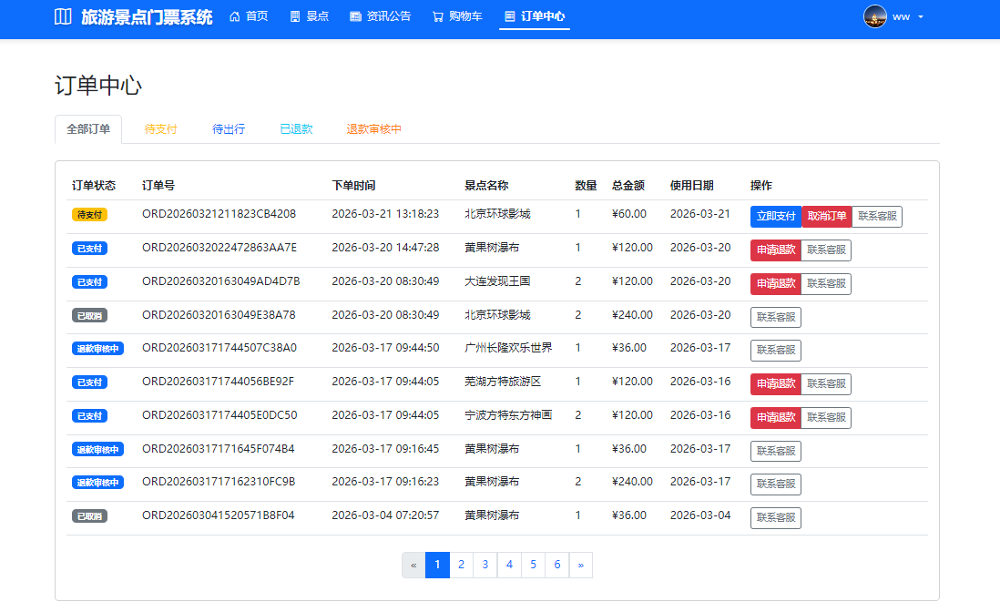 旅游景点门票系统 首页 景点 资讯公告 购物车 订单中心 ww
订单中心
全部订单 待支付 待出行 已退款 退款审核中
订单状态 订单号 下单时间 景点名称 数量 总金额 使用日期 操作
待支付 ORD20260321211823CB4208 2026-03-21 13:18:23 北京环球影城 1 ¥60.00 2026-03-21 立即支付 取消订单 联系客服
已支付 ORD2026032022472863AA7E 2026-03-20 14:47:28 黄果树瀑布 1 ¥120.00 2026-03-20 申请退款 联系客服
已支付 ORD20260320163049AD4D7B 2026-03-20 08:30:49 大连发现王国 2 ¥120.00 2026-03-20 申请退款 联系客服
已取消 ORD20260320163049E38A78 2026-03-20 08:30:49 北京环球影城 2 ¥240.00 2026-03-20 联系客服
退款审核中 ORD202603171744507C38A0 2026-03-17 09:44:50 广州长隆欢乐世界 1 ¥36.00 2026-03-17 联系客服
已支付 ORD202603171744056BE92F 2026-03-17 09:44:05 芜湖方特旅游区 1 ¥120.00 2026-03-16 申请退款 联系客服
已支付 ORD20260317174405E0DC50 2026-03-17 09:44:05 宁波方特东方神画 2 ¥120.00 2026-03-16 申请退款 联系客服
退款审核中 ORD20260317171645F074B4 2026-03-17 09:16:45 黄果树瀑布 1 ¥36.00 2026-03-17 联系客服
退款审核中 ORD2026031717162310FC9B 2026-03-17 09:16:23 黄果树瀑布 2 ¥240.00 2026-03-17 联系客服
已取消 ORD202603041520571B8F04 2026-03-04 07:20:57 黄果树瀑布 1 ¥36.00 2026-03-04 联系客服
« 1 2 3 4 5 6 »